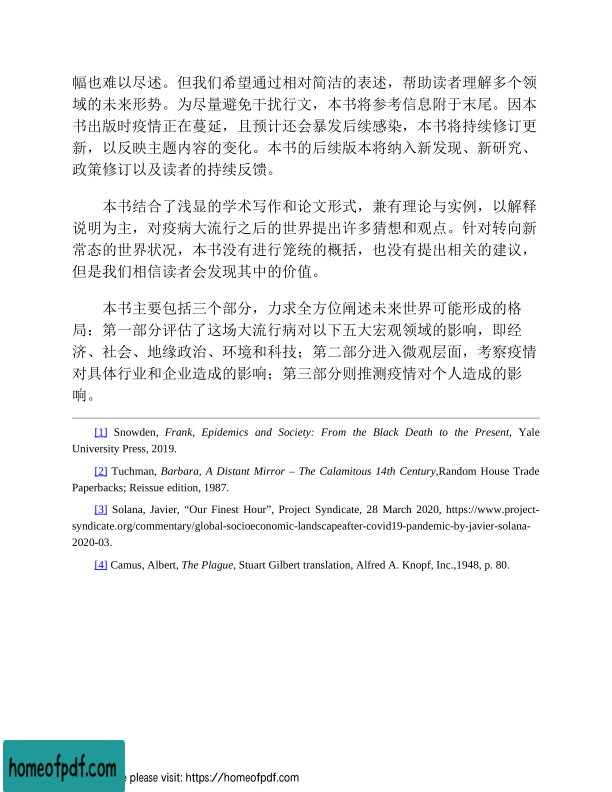 幅也难以尽述。但我们希望通过相对简洁的表述，帮助读者理解多个领
域的未来形势。为尽量避免干扰行文，本书将参考信息附于末尾。因本
书出版时疫情正在蔓延，且预计还会暴发后续感染，本书将持续修订更
新，以反映主题内容的变化。本书的后续版本将纳入新发现、新研究、
政策修订以及读者的持续反馈。
本书结合了浅显的学术写作和论文形式，兼有理论与实例，以解释
说明为主，对疫病大流行之后的世界提出许多猜想和观点。针对转向新
常态的世界状况，本书没有进行笼统的概括，也没有提出相关的建议，
但是我们相信读者会发现其中的价值。
本书主要包括三个部分，力求全方位阐述未来世界可能形成的格
局：第一部分评估了这场大流行病对以下五大宏观领域的影响，即经
济、社会、地缘政治、环境和科技；第二部分进入微观层面，考察疫情
对具体行业和企业造成的影响；第三部分则推测疫情对个人造成的影
响。
[1] Snowden, Frank, Epidemics and Society: From the Black Death to the Present, Yale
University Press, 2019.
[2] Tuchman, Barbara, A Distant Mirror – The Calamitous 14th Century,Random House Trade
Paperbacks; Reissue edition, 1987.
[3] Solana, Javier, “Our Finest Hour”, Project Syndicate, 28 March 2020, https://www.project-
syndicate.org/commentary/global-socioeconomic-landscapeafter-covid19-pandemic-by-javier-solana-
2020-03.
[4] Camus, Albert, The Plague, Stuart Gilbert translation, Alfred A. Knopf, Inc.,1948, p. 80.
homeofpdf.com
please visit: https://homeofpdf.com